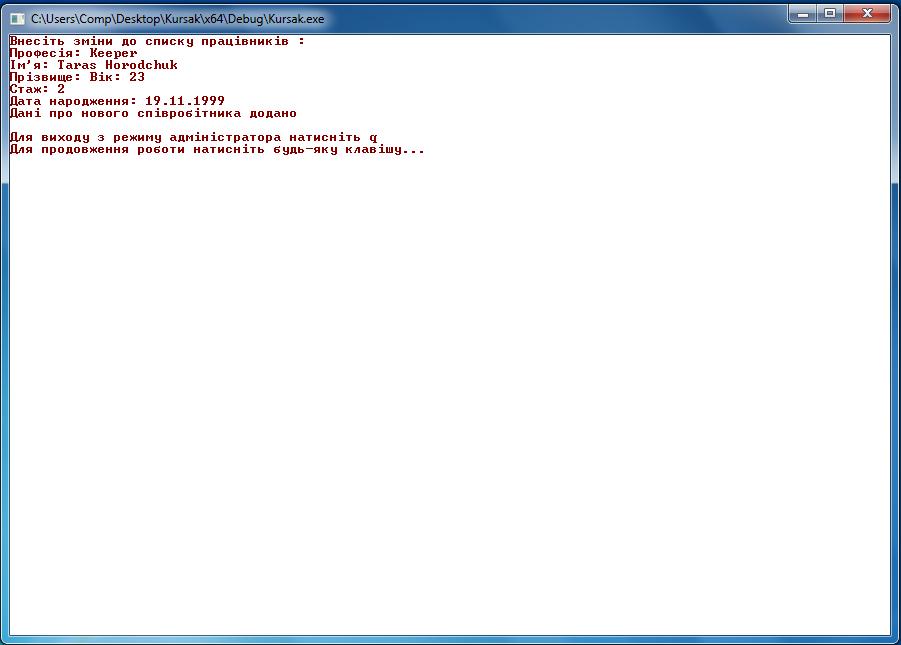 C:\Users\Comp\Desktop\Kursak\x64\Debug\Kursak.exe
Внесіть зміни до списку працівників :
Професія: Keeper
Ім'я: Taras Horodchuk
Прізвище: Вік: 23
Стаж: 2
Дата народження: 19.11.1999
Дані про нового співробітника додано
Для виходу з режиму адміністратора натисніть q
Для продовження роботи натисніть будь-яку клавішу...